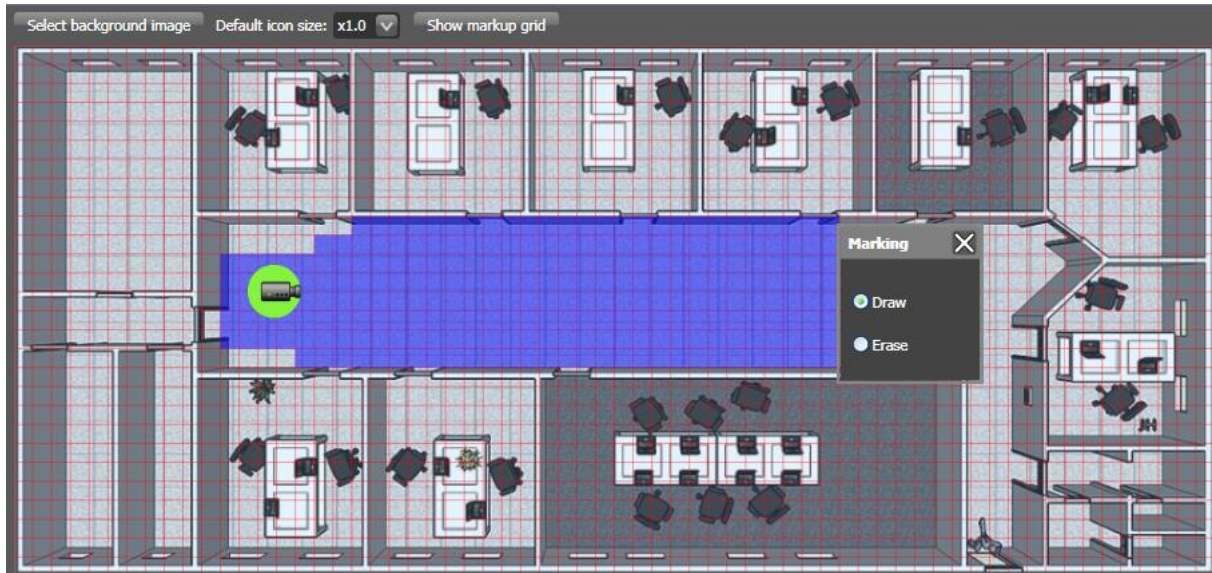 Select background image Default icon size: x1.0 Show markup grid
Marking
Draw
Erase